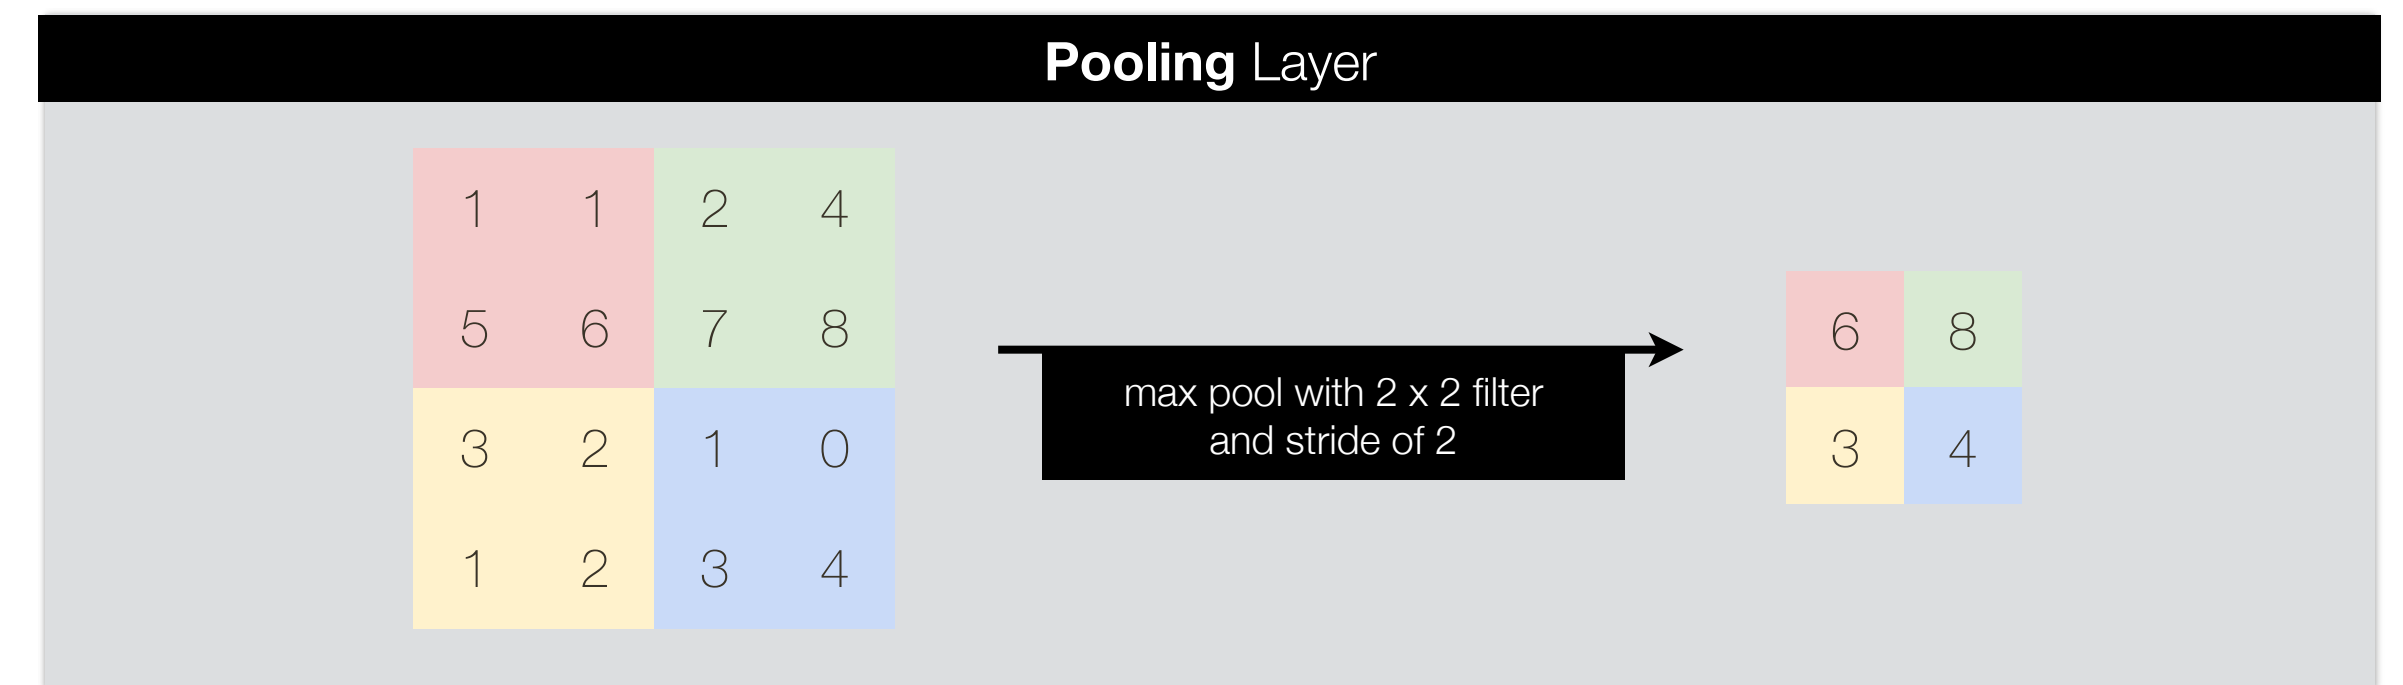 Pooling Layer
1 1 2 4
5 6 7 8
3 2 1 0
1 2 3 4
max pool with 2 x 2 filter
and stride of 2
6 8
3 4